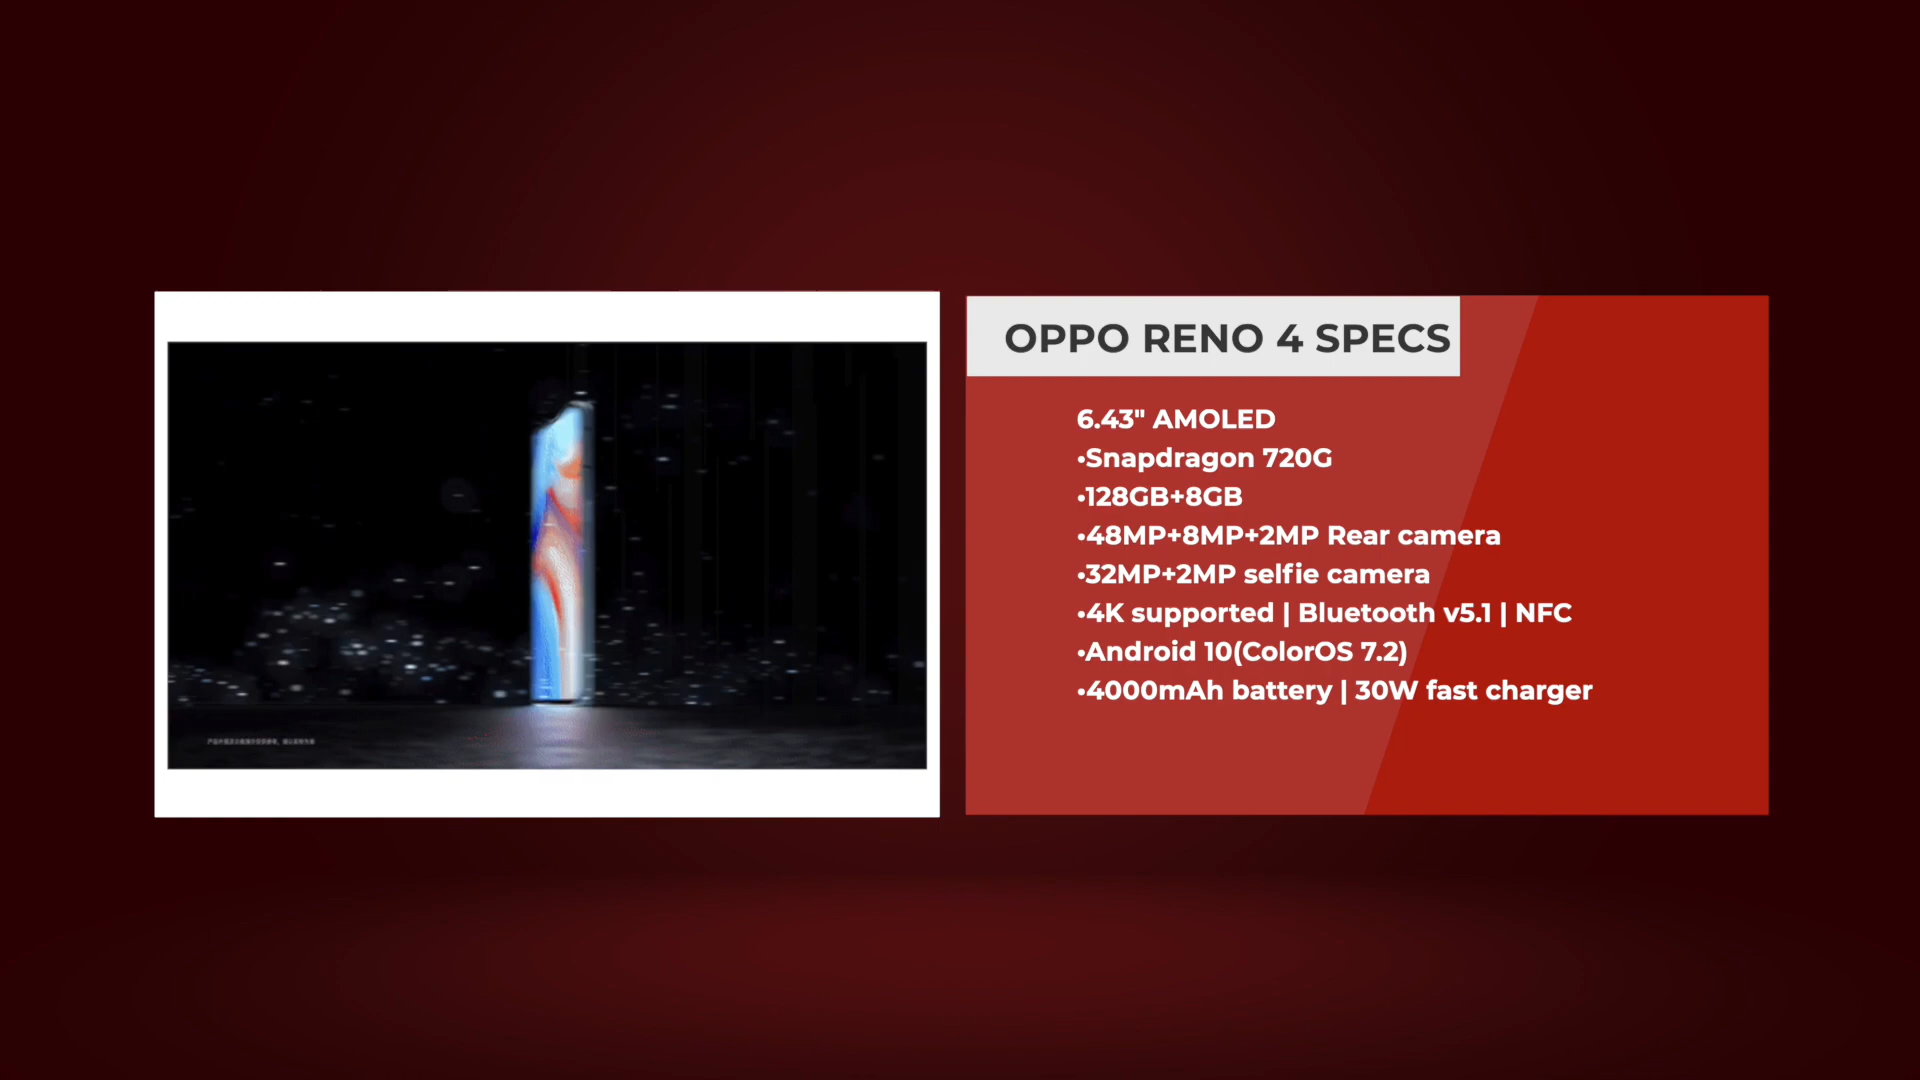 OPPO RENO 4 SPECS
6.43" AMOLED
•Snapdragon 720G
•128GB+8GB
•48MP+8MP+2MP Rear camera
•32MP+2MP selfie camera
•4K supported | Bluetooth v5.1 | NFC
•Android 10(ColorOS 7.2)
•4000mAh battery | 30W fast charger